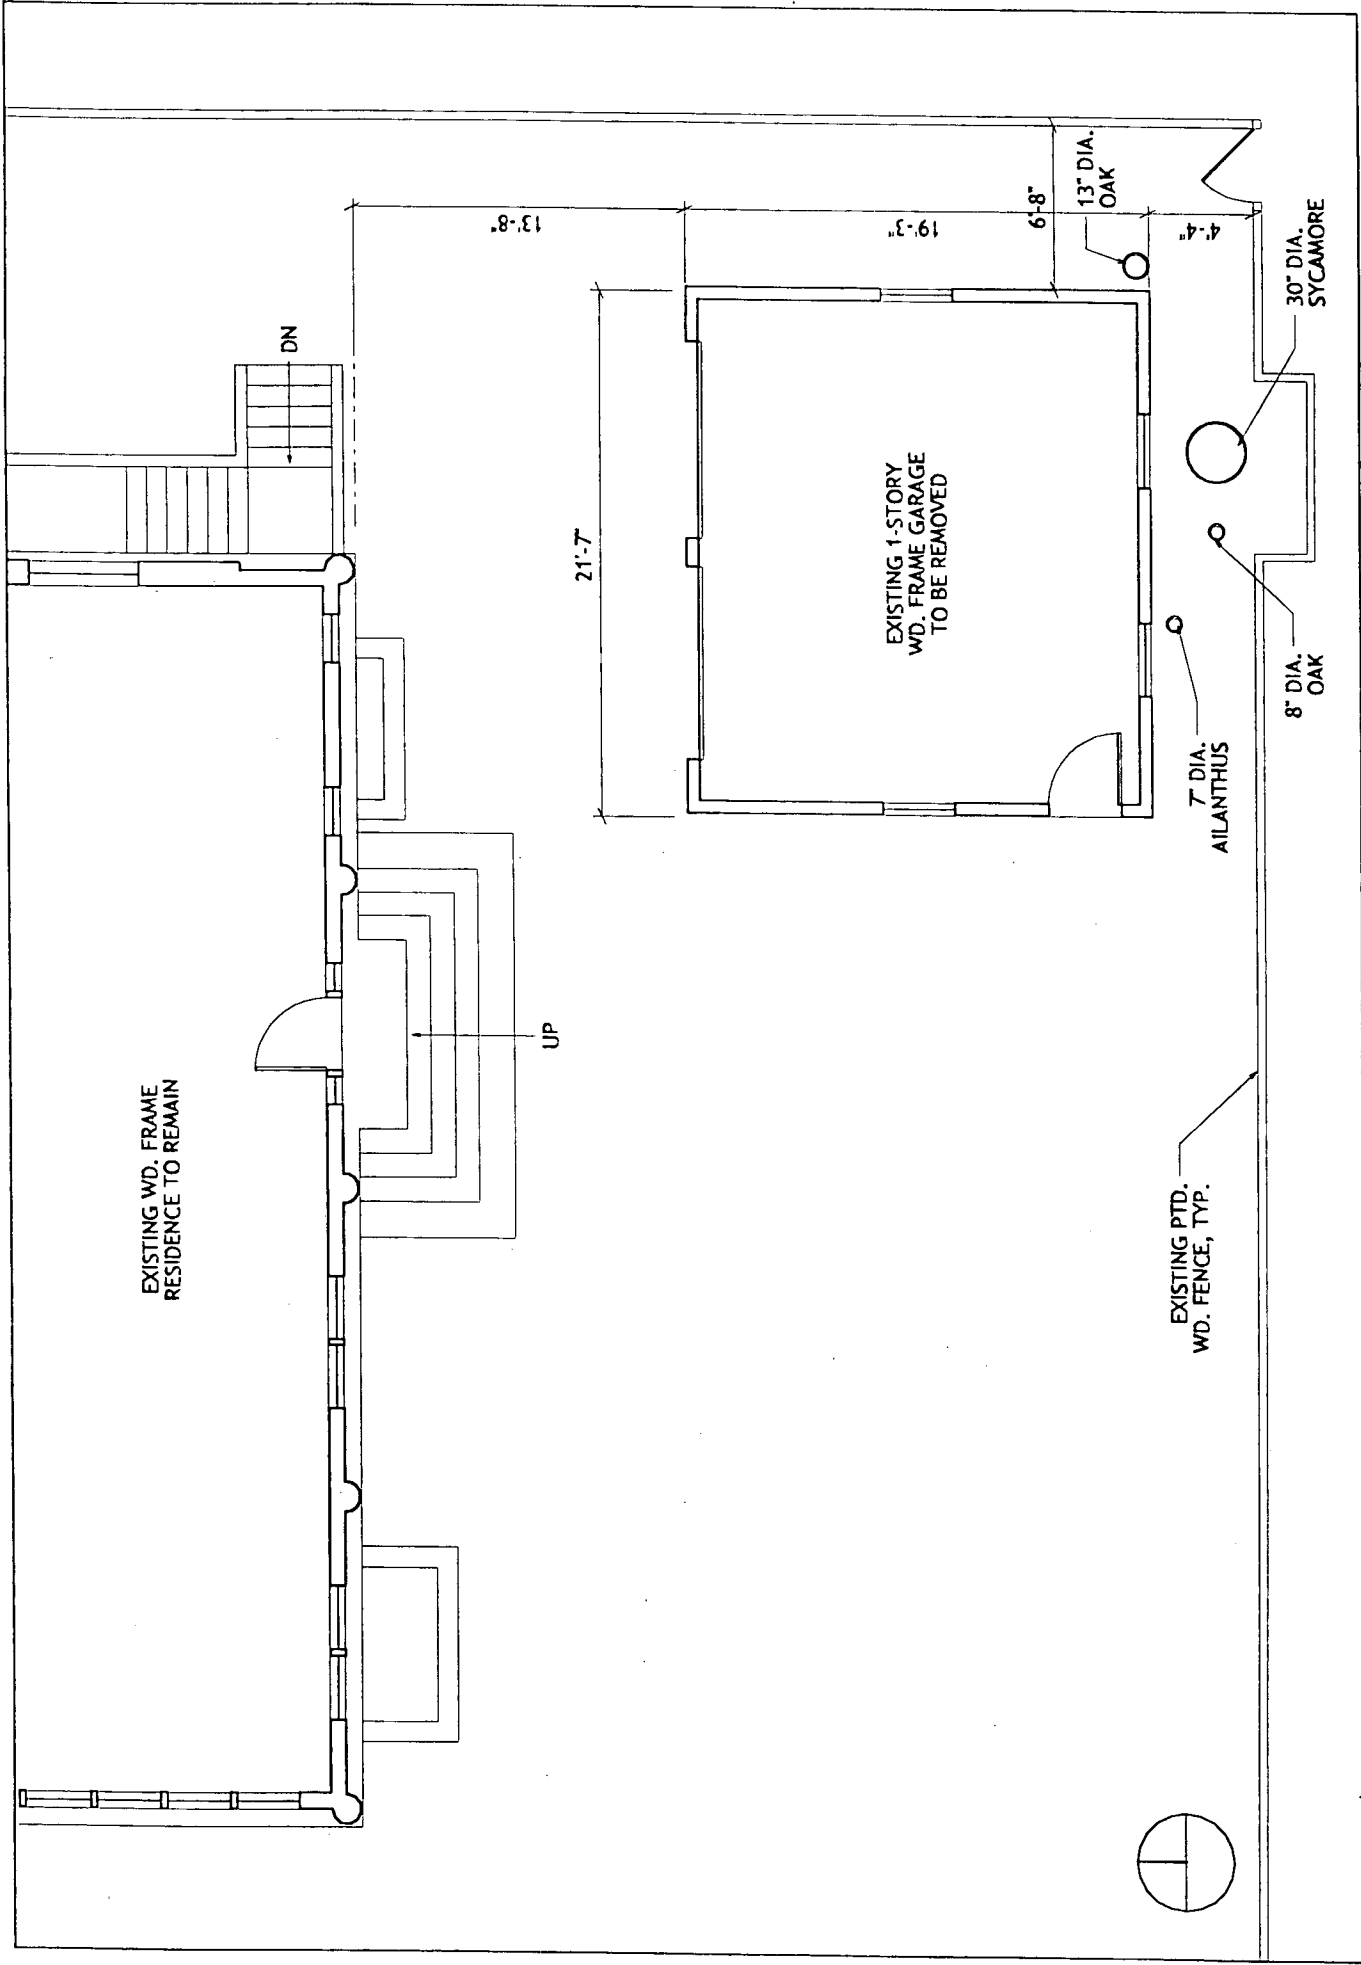 EXISTING WD. FRAME
RESIDENCE TO REMAIN
DN
UP
13'-8"
21'-7"
19'-3"
6'-8"
13" DIA.
OAK
4'-4"
EXISTING 1-STORY
WD. FRAME GARAGE
TO BE REMOVED
30" DIA.
SYCAMORE
8" DIA.
OAK
7" DIA.
AILANTHUS
EXISTING PTD.
WD. FENCE, TYP.